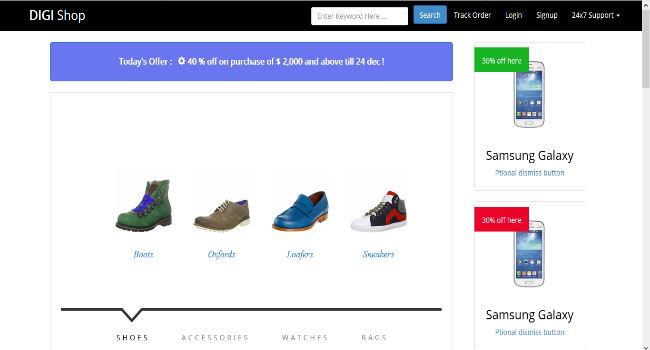 DIGI Shop
Enter Keyword Here ...
Search
Track Order
Login
Signup
24x7 Support
Today's Offer : 40 % off on purchase of $ 2,000 and above till 24 dec !
30% off here
Samsung Galaxy
Ptional dismiss button
Boots
Oxfords
Loafers
Sneakers
30% off here
Samsung Galaxy
Ptional dismiss button
SHOES
ACCESSORIES
WATCHES
BAGS